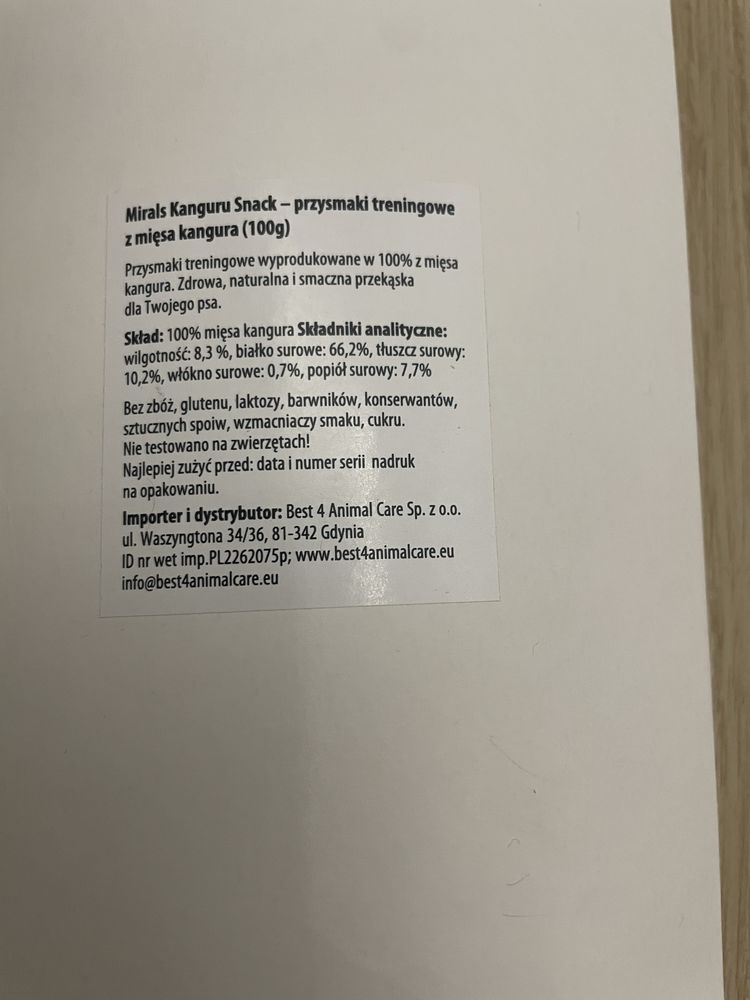 Mirals Kanguru Snack – przysmaki treningowe
z mięsa kangura (100g)
Przysmaki treningowe wyprodukowane w 100% z mięsa
kangura. Zdrowa, naturalna i smaczna przekąska
dla Twojego psa.
Skład: 100% mięsa kangura Składniki analityczne:
wilgotność: 8,3 %, białko surowe: 66,2%, tłuszcz surowy:
10,2%, włókno surowe: 0,7%, popiół surowy: 7,7%
Bez zbóż, glutenu, laktozy, barwników, konserwantów,
sztucznych spoiw, wzmacniaczy smaku, cukru.
Nie testowano na zwierzętach!
Najlepiej zużyć przed: data i numer serii nadruk
na opakowaniu.
Importer i dystrybutor: Best 4 Animal Care Sp. z o.o.
ul. Waszyngtona 34/36, 81-342 Gdynia
ID nr wet imp.PL2262075p; www.best4animalcare.eu
info@best4animalcare.eu